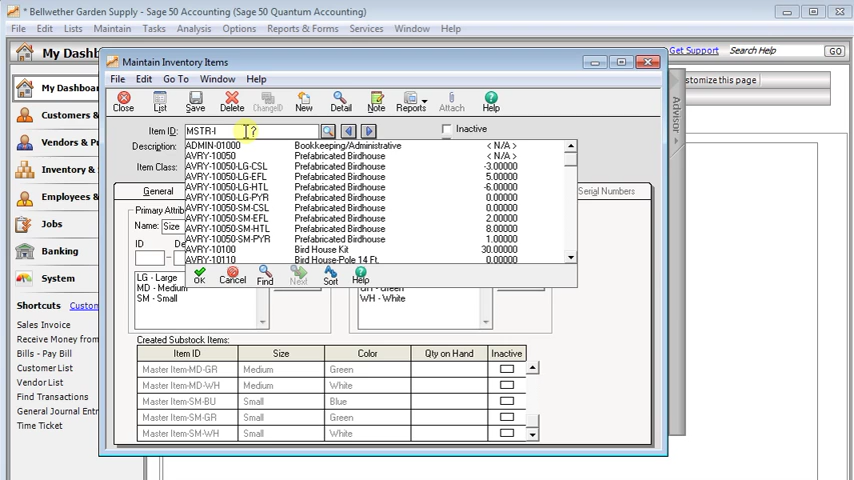 * Bellwether Garden Supply - Sage 50 Accounting (Sage 50 Quantum Accounting)
File Edit Lists Maintain Tasks Analysis Options Reports & Forms Services Window Help
My Dashb
Get Support Search Help GO
stomize this page
Advisor
My Dashboar
Customers &
Vendors & P
Inventory &
Employees &
Jobs
Banking
System
Shortcuts Custom
Sales Invoice
Receive Money from
Bills - Pay Bill
Customer List
Vendor List
Find Transactions
General Journal Entr
Time Ticket
Maintain Inventory Items
File Edit Go To Window Help
Close List Save Delete ChangeID New Detail Note Reports Attach Help
Item ID: MSTR-I ? Inactive
Description:
Item Class:
ADMIN-01000 Bookkeeping/Administrative < N/A >
AVRY-10050 Prefabricated Birdhouse < N/A >
AVRY-10050-LG-CSL Prefabricated Birdhouse -3.00000
AVRY-10050-LG-EFL Prefabricated Birdhouse 5.00000
AVRY-10050-LG-HTL Prefabricated Birdhouse -6.00000
AVRY-10050-LG-PYR Prefabricated Birdhouse 0.00000
AVRY-10050-SM-CSL Prefabricated Birdhouse 0.00000
AVRY-10050-SM-EFL Prefabricated Birdhouse 2.00000
AVRY-10050-SM-HTL Prefabricated Birdhouse 8.00000
AVRY-10050-SM-PYR Prefabricated Birdhouse 1.00000
AVRY-10100 Bird House Kit 30.00000
AVRY-10110 Bird House-Pole 14 Ft. 0.00000
OK Cancel Find Next Sort Help
General
Serial Numbers
Primary Attrib
Name: Size
ID De
LG - Large
MD - Medium
SM - Small
GR - Green
WH - White
Created Substock Items:
Item ID Size Color Qty on Hand Inactive
Master Item-MD-GR Medium Green
Master Item-MD-WH Medium White
Master Item-SM-BU Small Blue
Master Item-SM-GR Small Green
Master Item-SM-WH Small White